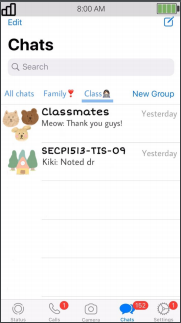 8:00 AM
Edit
Chats
Search
All chats Family❣️ Class👩🏻‍🎓 New Group
Classmates Yesterday
Meow: Thank you guys!
SECP1513-TIS-09 Yesterday
Kiki: Noted dr
1 152 1
Status Calls Camera Chats Settings